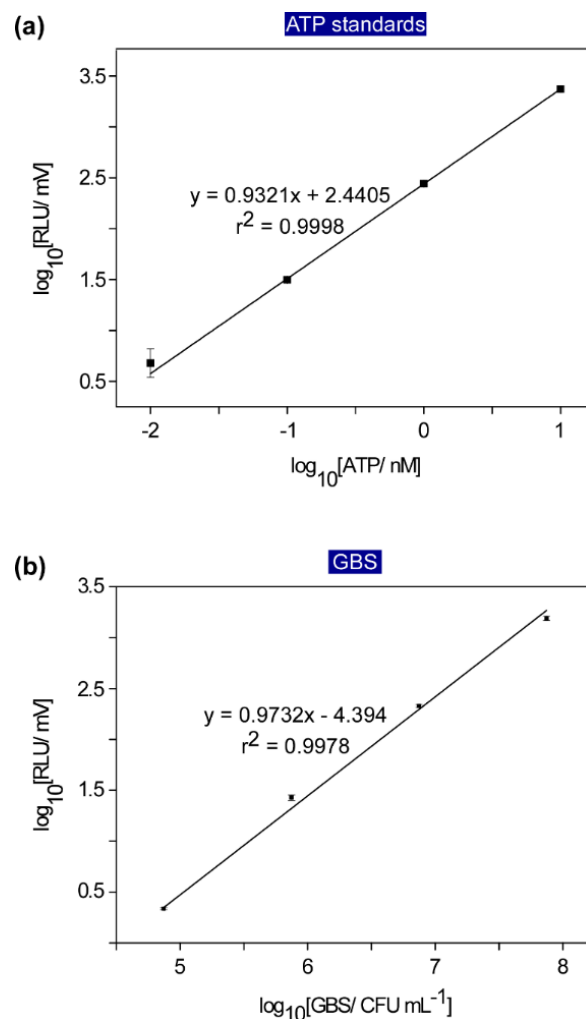 (a)
ATP standards
3.5
2.5
1.5
0.5
log10[RLU/ mV]
y = 0.9321x + 2.4405
r2 = 0.9998
-2 -1 0 1
log10[ATP/ nM]
(b)
GBS
3.5
2.5
1.5
0.5
log10[RLU/ mV]
y = 0.9732x - 4.394
r2 = 0.9978
5 6 7 8
log10[GBS/ CFU mL-1]